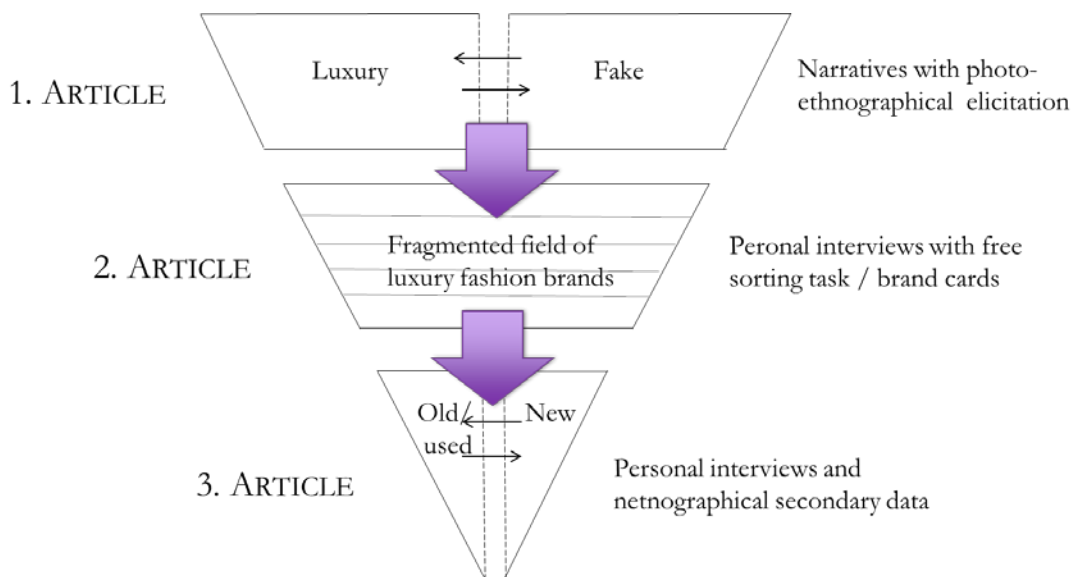 Luxury
Fake
1. ARTICLE
Narratives with photo-
ethnographical elicitation
2. ARTICLE
Fragmented field of
luxury fashion brands
Peronal interviews with free
sorting task / brand cards
Old/
used
New
3. ARTICLE
Personal interviews and
netnographical secondary data